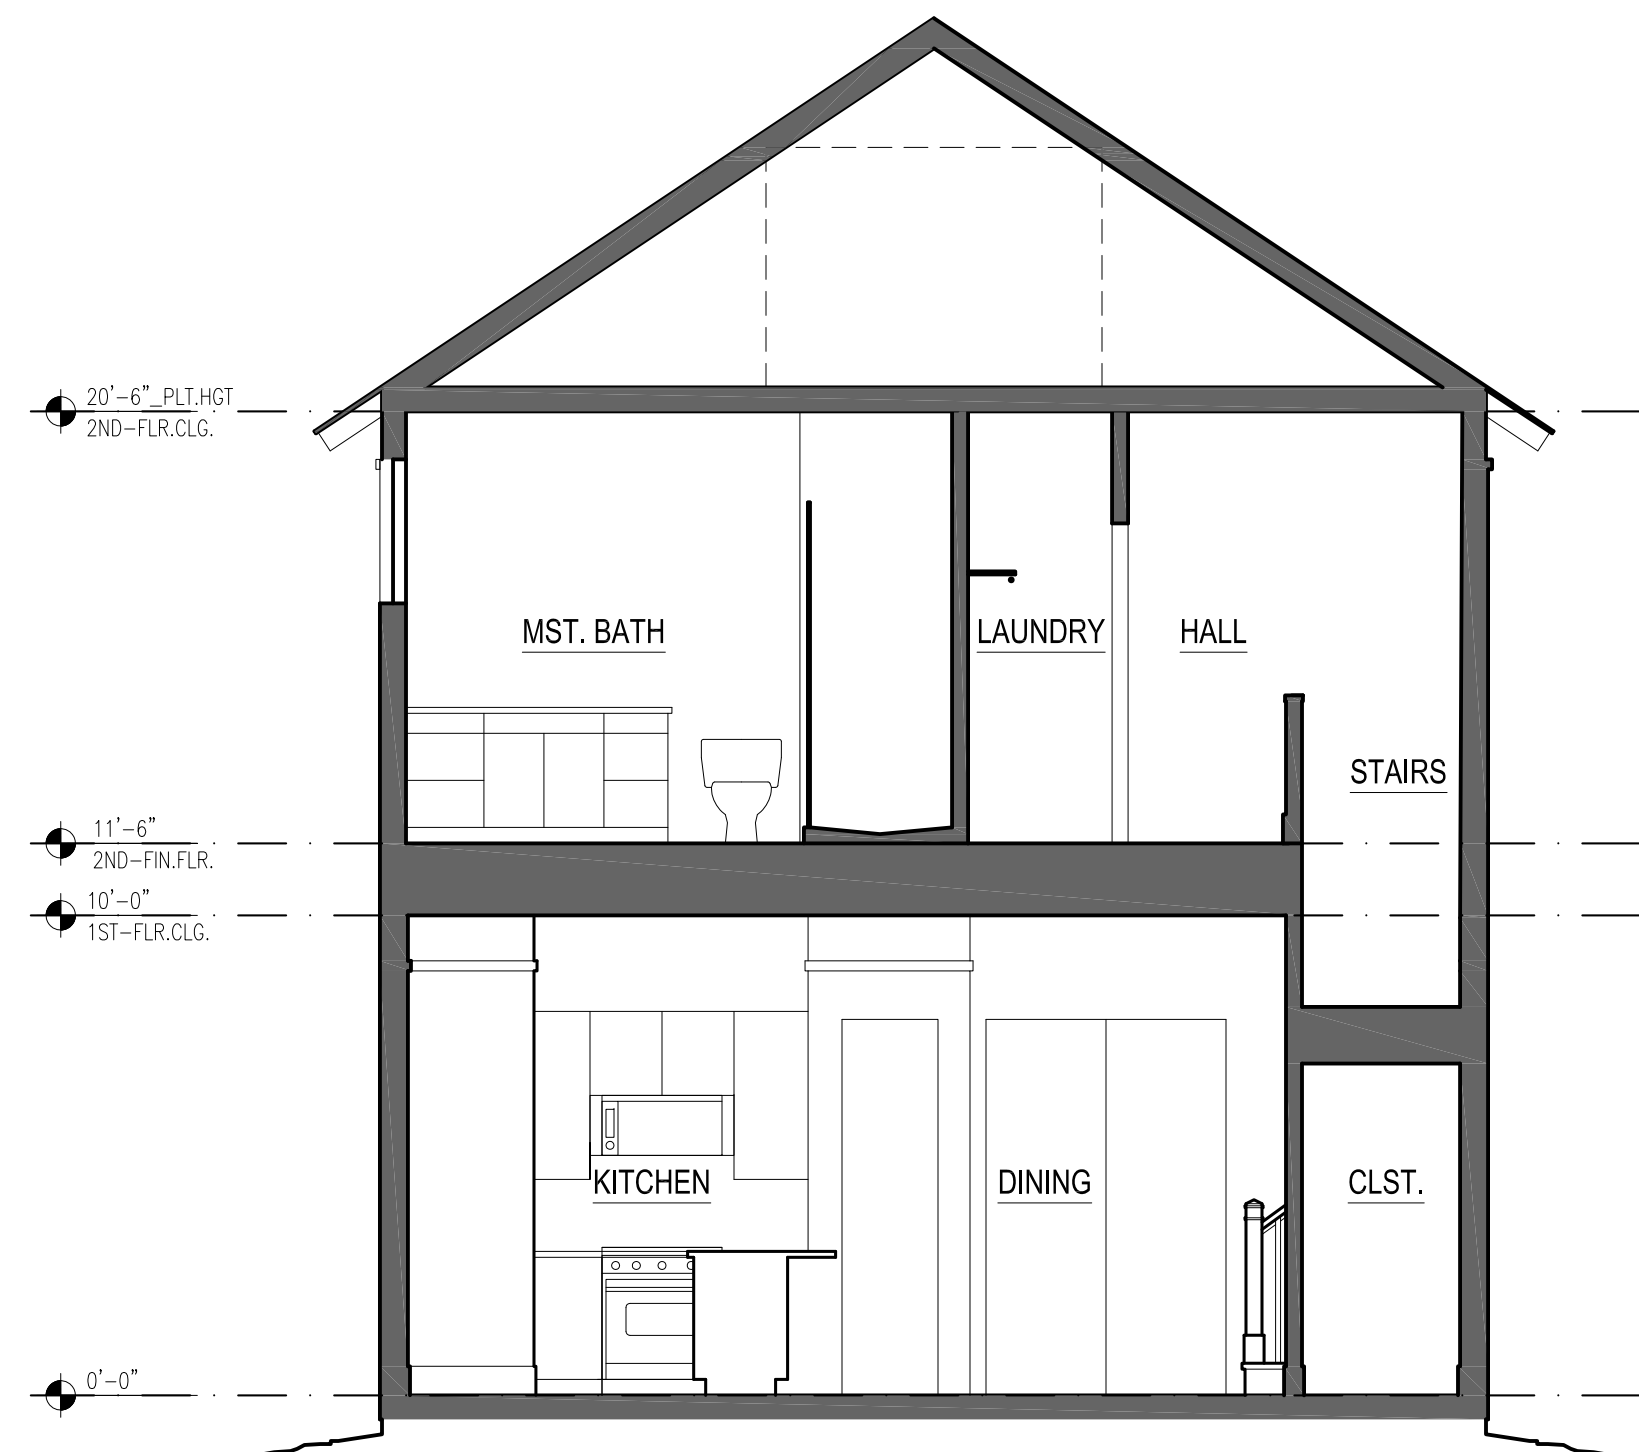 20'-6"_PLT.HGT
2ND-FLR.CLG.
MST. BATH
LAUNDRY
HALL
STAIRS
11'-6"
2ND-FIN.FLR.
10'-0"
1ST-FLR.CLG.
KITCHEN
DINING
CLST.
0'-0"